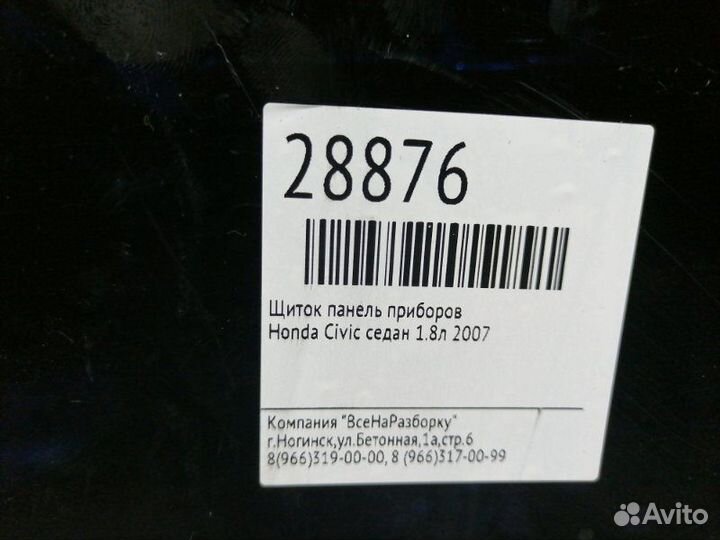 28876
Щиток панель приборов
Honda Civic седан 1.8л 2007
Компания "ВсеНаРазборку"
г.Ногинск,ул.Бетонная,1а,стр.6
8(966)319-00-00, 8 (966)317-00-99
Avito